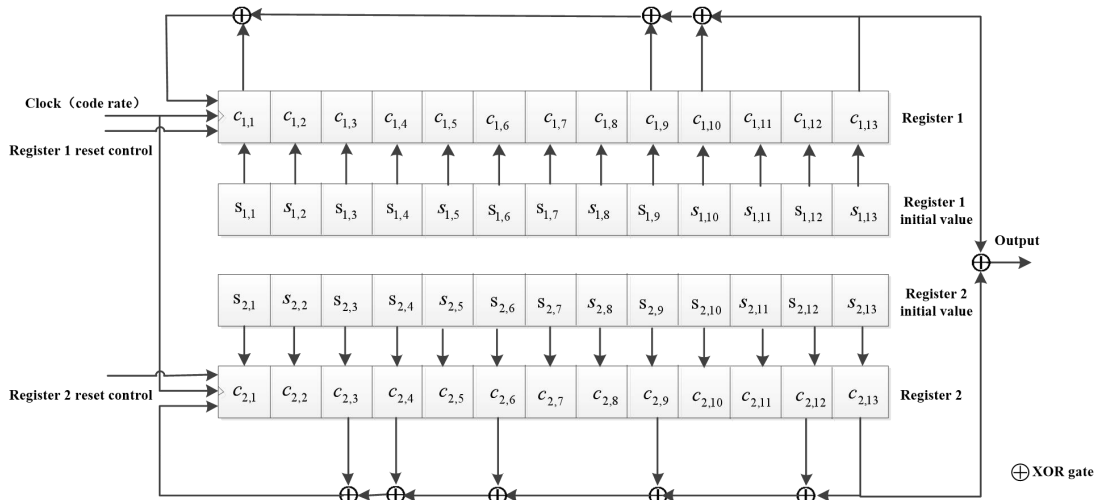 Clock（code rate）
c1,1 c1,2 c1,3 c1,4 c1,5 c1,6 c1,7 c1,8 c1,9 c1,10 c1,11 c1,12 c1,13 Register 1
Register 1 reset control
s1,1 s1,2 s1,3 s1,4 s1,5 s1,6 s1,7 s1,8 s1,9 s1,10 s1,11 s1,12 s1,13
Register 1
initial value
Output
s2,1 s2,2 s2,3 s2,4 s2,5 s2,6 s2,7 s2,8 s2,9 s2,10 s2,11 s2,12 s2,13
Register 2
initial value
Register 2 reset control
c2,1 c2,2 c2,3 c2,4 c2,5 c2,6 c2,7 c2,8 c2,9 c2,10 c2,11 c2,12 c2,13 Register 2
XOR gate